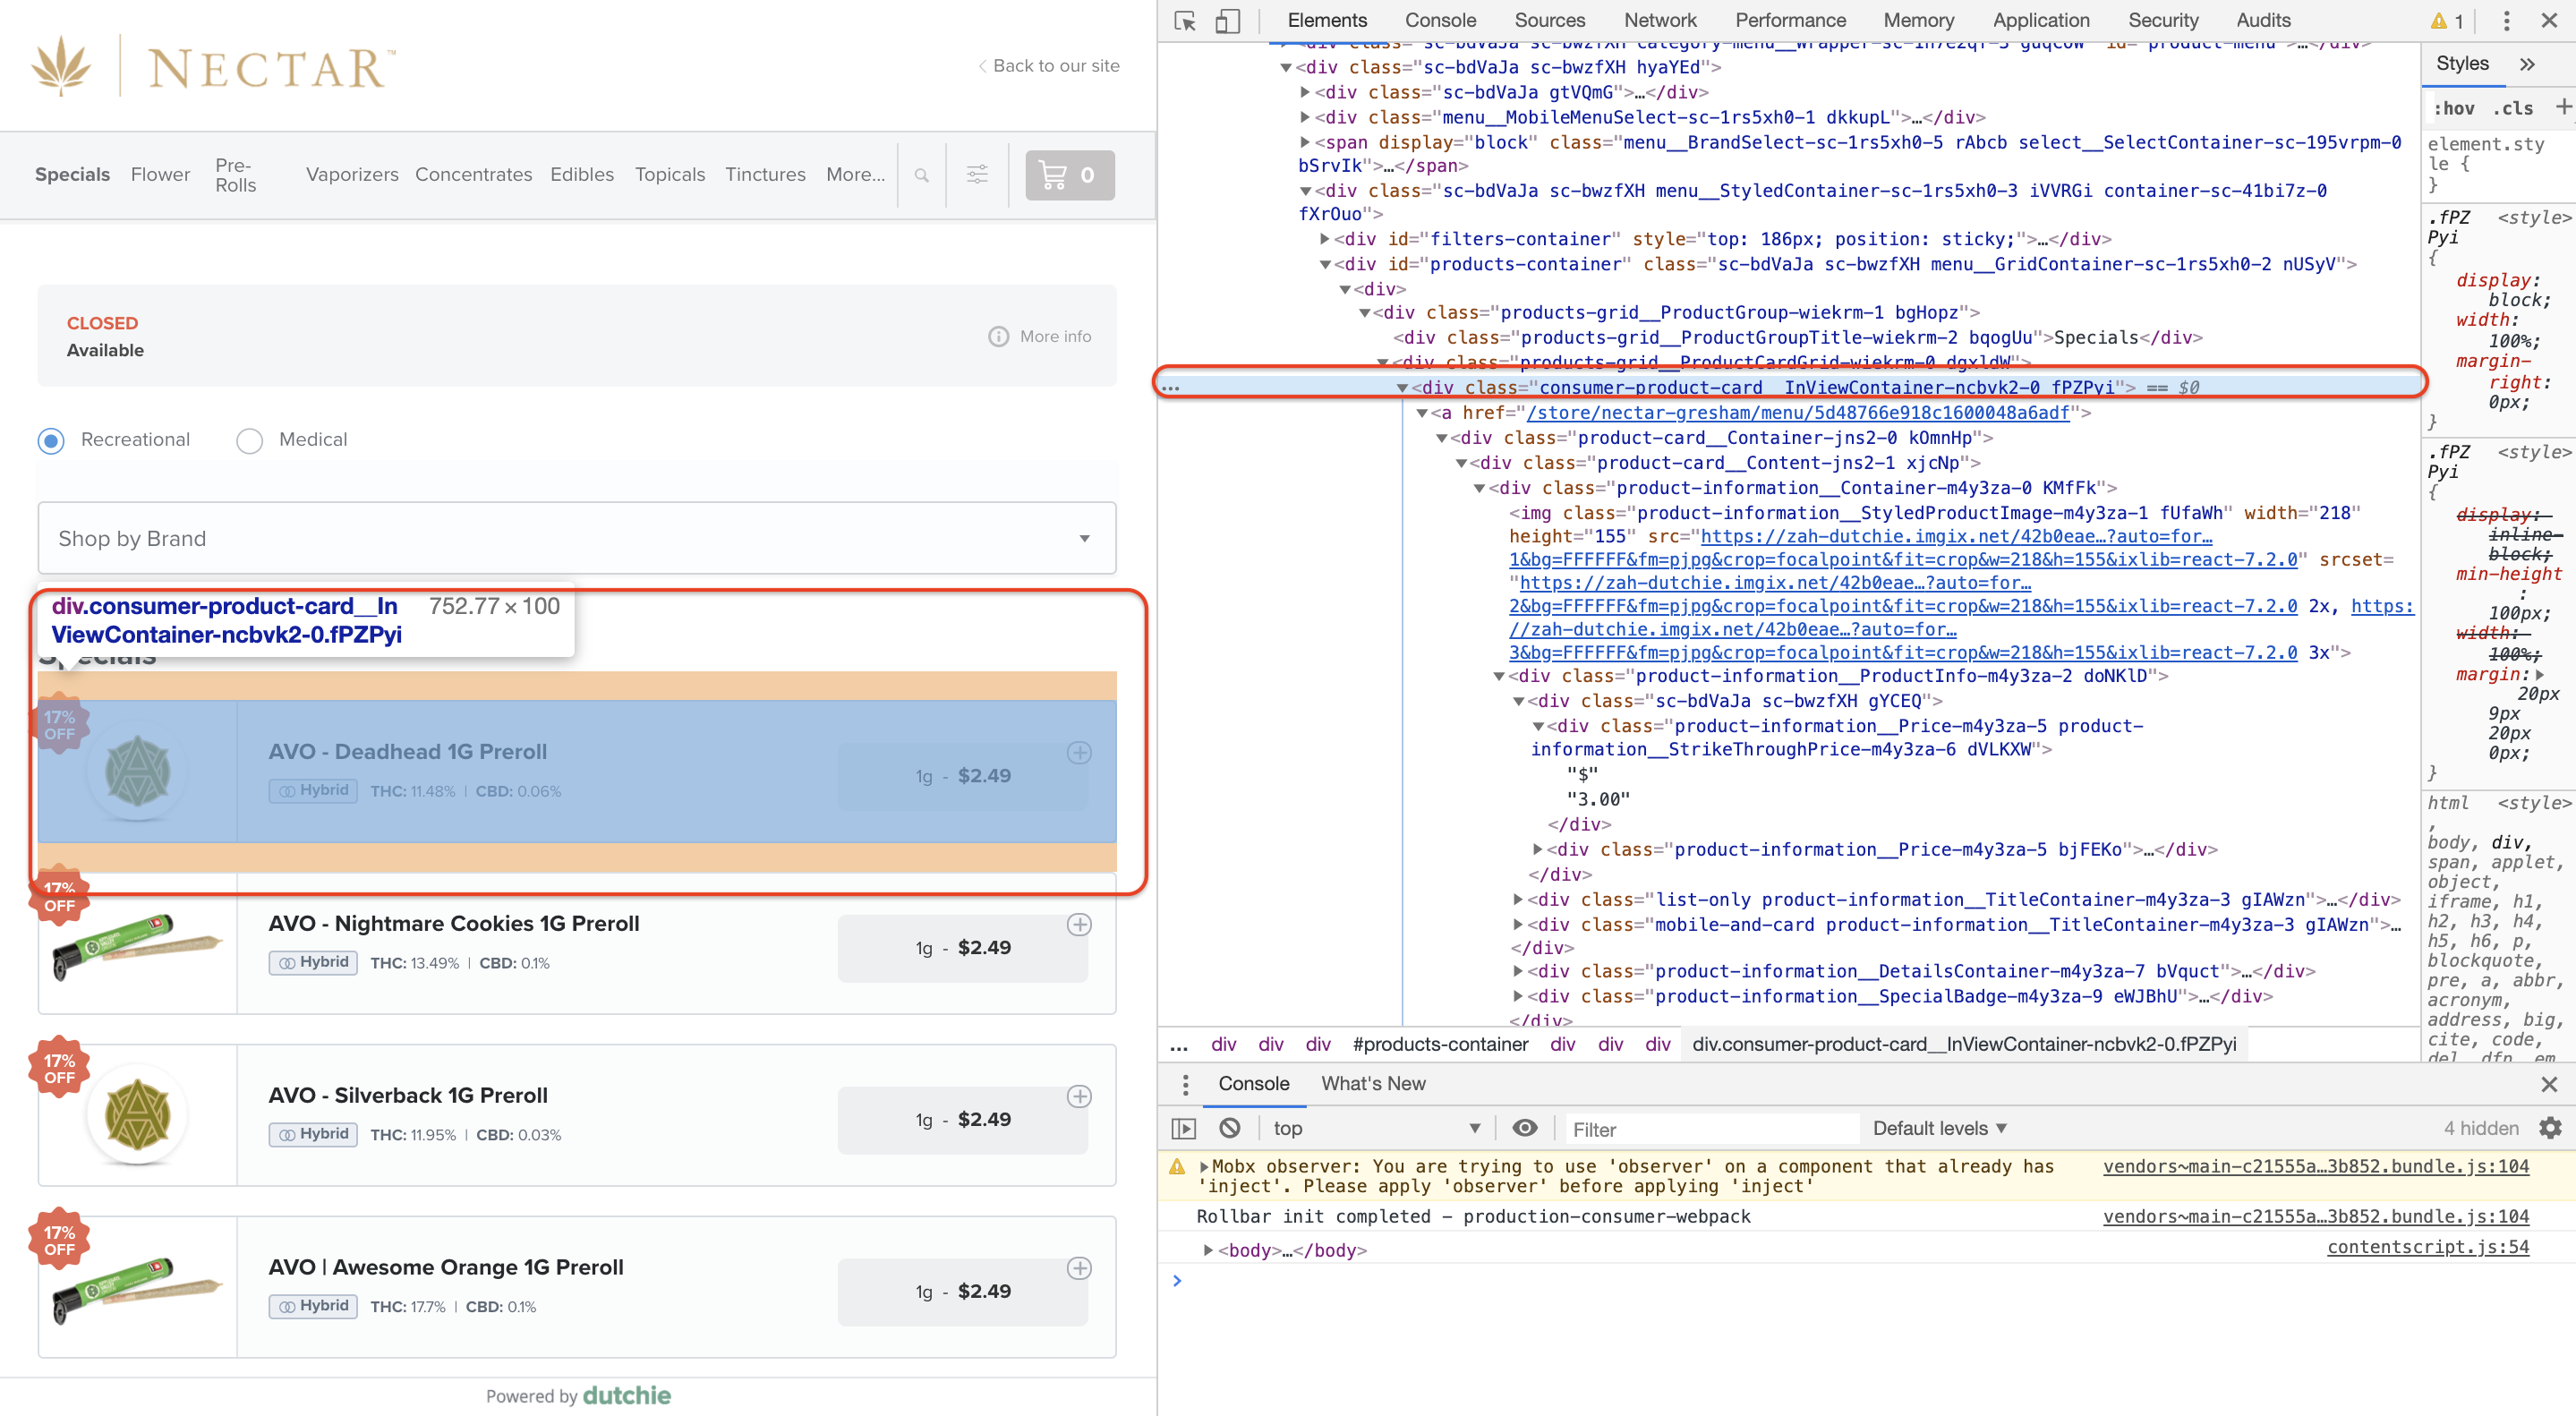 NECTAR™
Back to our site
Specials
Flower
Pre-
Rolls
Vaporizers
Concentrates
Edibles
Topicals
Tinctures
More...
0
CLOSED
Available
More info
Recreational
Medical
Shop by Brand
div.consumer-product-card__In
ViewContainer-ncbvk2-0.fPZPyi
752.77 × 100
Specials
17%
OFF
AVO - Deadhead 1G Preroll
Hybrid THC: 11.48% | CBD: 0.06%
1g - $2.49
17%
OFF
AVO - Nightmare Cookies 1G Preroll
Hybrid THC: 13.49% | CBD: 0.1%
1g - $2.49
17%
OFF
AVO - Silverback 1G Preroll
Hybrid THC: 11.95% | CBD: 0.03%
1g - $2.49
17%
OFF
AVO | Awesome Orange 1G Preroll
Hybrid THC: 17.7% | CBD: 0.1%
1g - $2.49
Powered by dutchie
Elements Console Sources Network Performance Memory Application Security Audits 1
<div class="sc-bdVaJa sc-bwzfXH hyaYEd">
<div class="sc-bdVaJa gtVQmG">…</div>
<div class="menu__MobileMenuSelect-sc-1rs5xh0-1 dkkupL">…</div>
<span display="block" class="menu__BrandSelect-sc-1rs5xh0-5 rAbcb select__SelectContainer-sc-195vrpm-0
bSrvIk">…</span>
<div class="sc-bdVaJa sc-bwzfXH menu__StyledContainer-sc-1rs5xh0-3 iVVRGi container-sc-41bi7z-0
fXrOuo">
<div id="filters-container" style="top: 186px; position: sticky;">…</div>
<div id="products-container" class="sc-bdVaJa sc-bwzfXH menu__GridContainer-sc-1rs5xh0-2 nUSyV">
<div>
<div class="products-grid__ProductGroup-wiekrm-1 bgHopz">
<div class="products-grid__ProductGroupTitle-wiekrm-2 bqogUu">Specials</div>
<div class="products-grid__ProductCardGrid-wiekrm-0 dgxldW">
… <div class="consumer-product-card__InViewContainer-ncbvk2-0 fPZPyi"> == $0
<a href="/store/nectar-gresham/menu/5d48766e918c1600048a6adf">
<div class="product-card__Container-jns2-0 kOmnHp">
<div class="product-card__Content-jns2-1 xjcNp">
<div class="product-information__Container-m4y3za-0 KMfFk">
<img class="product-information__StyledProductImage-m4y3za-1 fUfaWh" width="218"
height="155" src="https://zah-dutchie.imgix.net/42b0eae…?auto=for…
1&bg=FFFFFF&fm=pjpg&crop=focalpoint&fit=crop&w=218&h=155&ixlib=react-7.2.0" srcset=
"https://zah-dutchie.imgix.net/42b0eae…?auto=for…
2&bg=FFFFFF&fm=pjpg&crop=focalpoint&fit=crop&w=218&h=155&ixlib=react-7.2.0 2x, https:
//zah-dutchie.imgix.net/42b0eae…?auto=for…
3&bg=FFFFFF&fm=pjpg&crop=focalpoint&fit=crop&w=218&h=155&ixlib=react-7.2.0 3x">
<div class="product-information__ProductInfo-m4y3za-2 doNKlD">
<div class="sc-bdVaJa sc-bwzfXH gYCEQ">
<div class="product-information__Price-m4y3za-5 product-
information__StrikeThroughPrice-m4y3za-6 dVLKXW">
"$"
"3.00"
</div>
<div class="product-information__Price-m4y3za-5 bjFEKo">…</div>
</div>
<div class="list-only product-information__TitleContainer-m4y3za-3 gIAWzn">…</div>
<div class="mobile-and-card product-information__TitleContainer-m4y3za-3 gIAWzn">…
</div>
<div class="product-information__DetailsContainer-m4y3za-7 bVquct">…</div>
<div class="product-information__SpecialBadge-m4y3za-9 eWJBhU">…</div>
</div>
… div div div #products-container div div div div.consumer-product-card__InViewContainer-ncbvk2-0.fPZPyi
Styles
:hov .cls +
element.sty
le {
}
.fPZ <style>
Pyi
{
display:
block;
width:
100%;
margin-
right:
0px;
}
.fPZ <style>
Pyi
{
display:
inline-
block;
min-height
:
100px;
width:
100%;
margin:
20px
9px
20px
0px;
}
html <style>
,
body, div,
span, applet,
object,
iframe, h1,
h2, h3, h4,
h5, h6, p,
blockquote,
pre, a, abbr,
acronym,
address, big,
cite, code,
del, dfn, em,
Console What's New
top Filter Default levels 4 hidden
Mobx observer: You are trying to use 'observer' on a component that already has vendors~main-c21555a…3b852.bundle.js:104
'inject'. Please apply 'observer' before applying 'inject'
Rollbar init completed - production-consumer-webpack vendors~main-c21555a…3b852.bundle.js:104
<body>…</body> contentscript.js:54